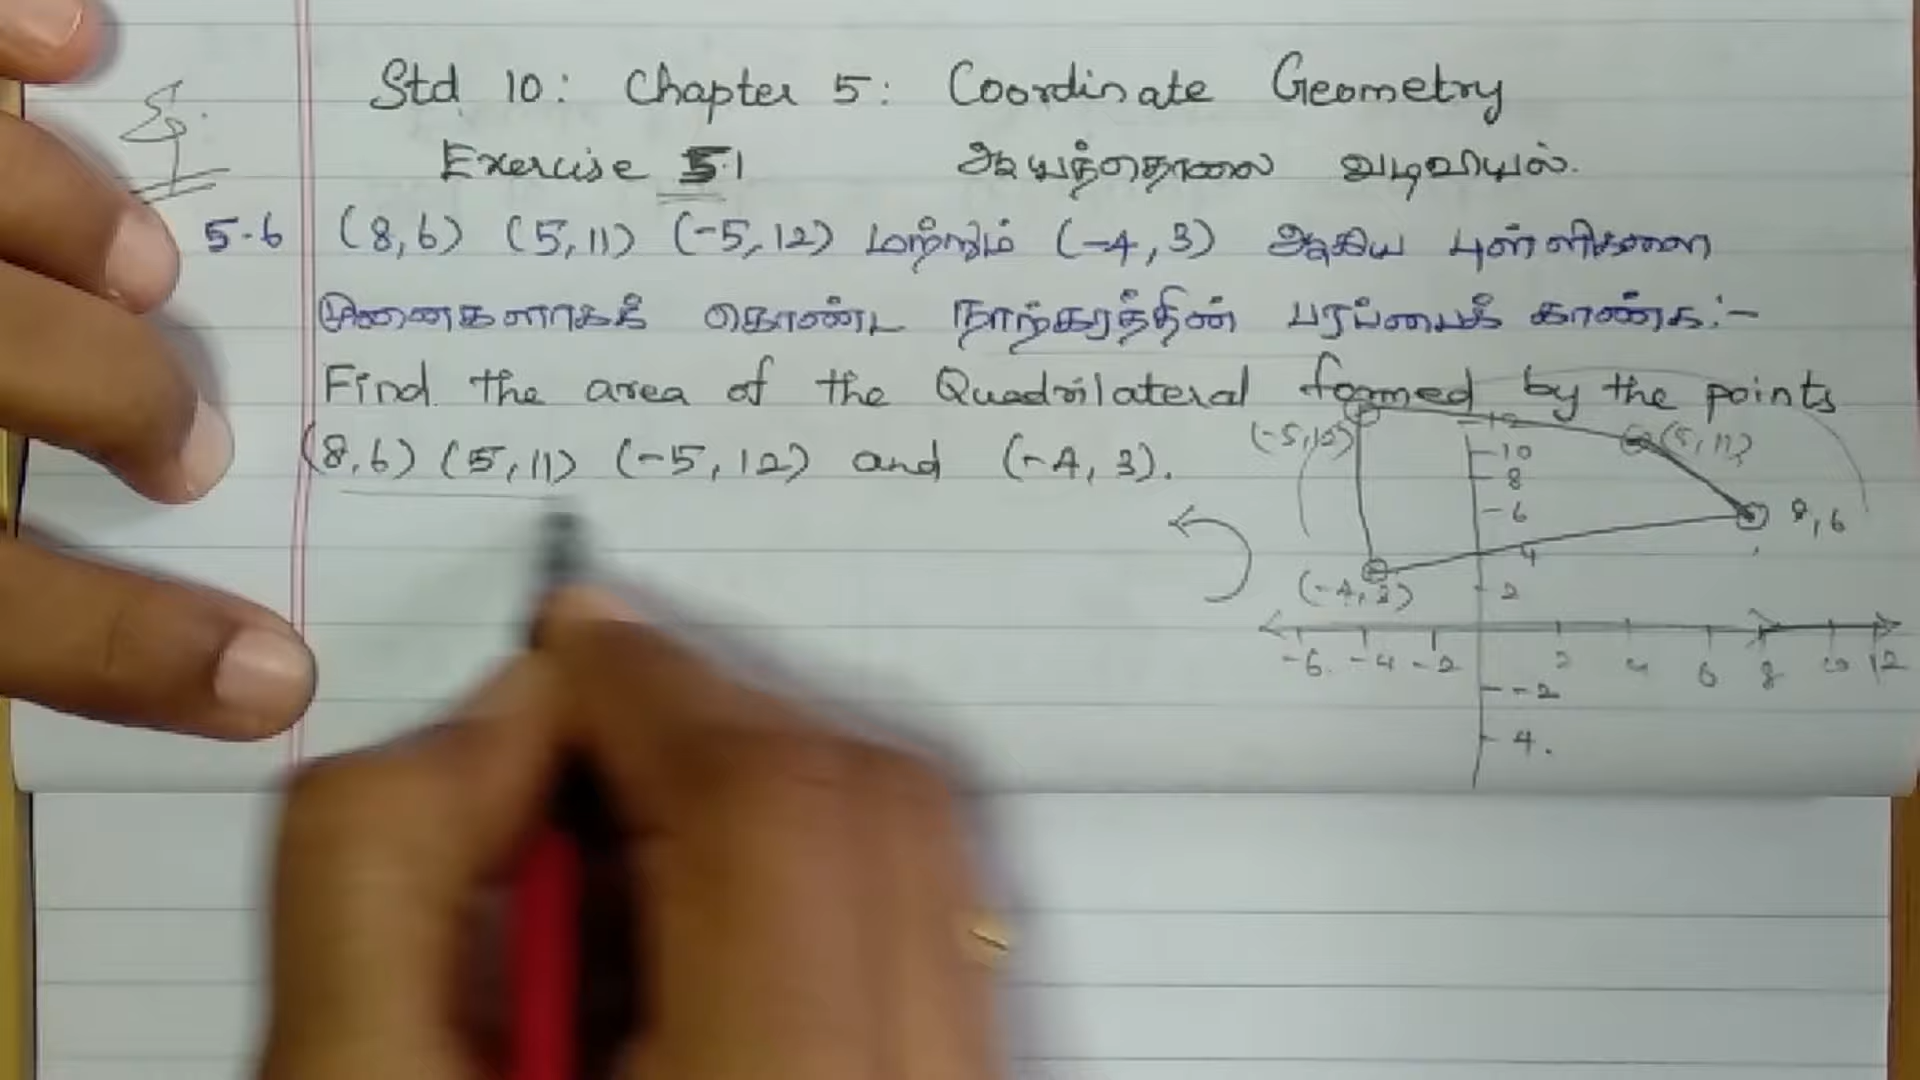 Std 10: Chapter 5: Coordinate Geometry
Exercise 5.1 ஆயத்தொலை வடிவியல்.
5.6 (8,6) (5,11) (-5,12) மற்றும் (-4,3) ஆகிய புள்ளிகளை
முனைகளாகக் கொண்ட நாற்கரத்தின் பரப்பைக் காண்க:-
Find the area of the Quadrilateral formed by the points
(8,6) (5,11) (-5,12) and (-4,3).
(-5,12) 12 (5,11)
10
8
6 8,6
4
(-4,3) 2
-6 -4 -2 2 4 6 8 10 12
-2
4.